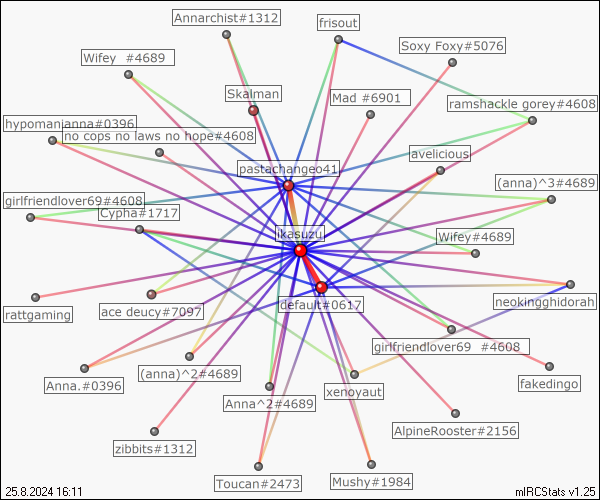 Annarchist#1312
frisout
Soxy Foxy#5076
Wifey #4689
Skalman
Mad #6901
ramshackle gorey#4608
hypomanianna#0396
no cops no laws no hope#4608
avelicious
pastachangeo41
(anna)^3#4689
girlfriendlover69#4608
Cypha#1717
ikasuzu
Wifey#4689
default#0617
neokingghidorah
rattgaming
ace deucy#7097
girlfriendlover69 #4608
(anna)^2#4689
fakedingo
Anna.#0396
xenoyaut
Anna^2#4689
AlpineRooster#2156
zibbits#1312
Toucan#2473
Mushy#1984
25.8.2024 16:11
mIRCStats v1.25